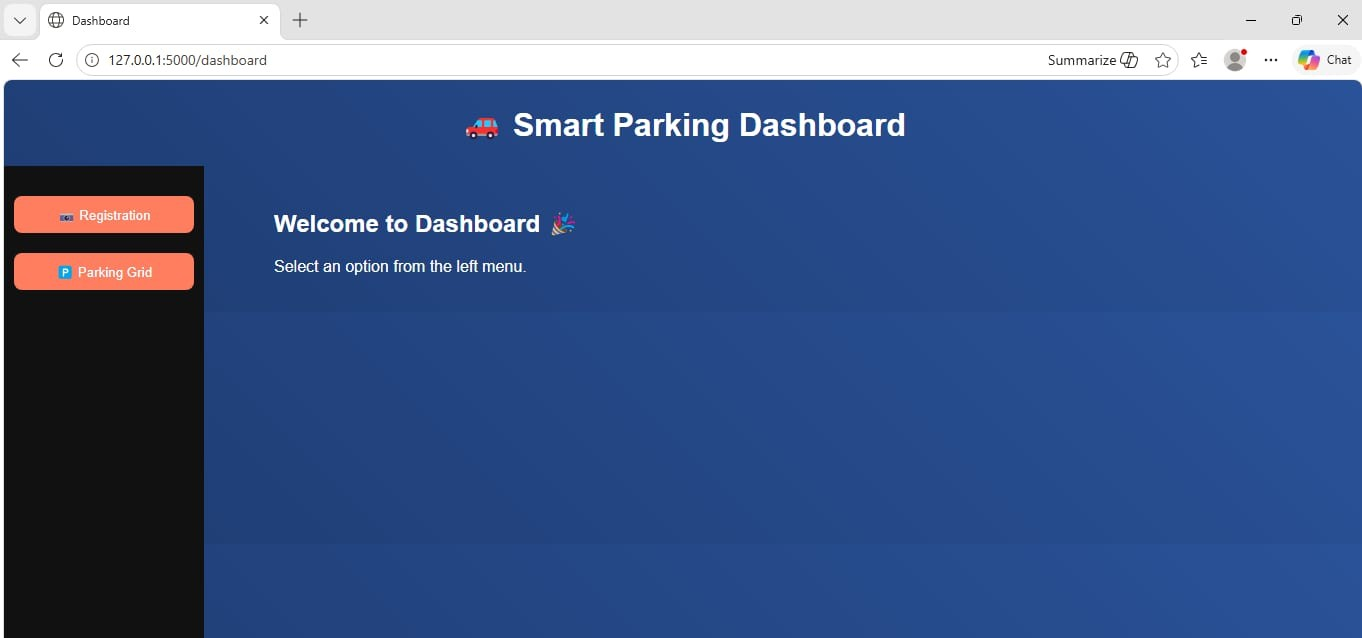 Dashboard
127.0.0.1:5000/dashboard
Summarize
Chat
🚗 Smart Parking Dashboard
📷 Registration
🅿 Parking Grid
Welcome to Dashboard 🎉
Select an option from the left menu.